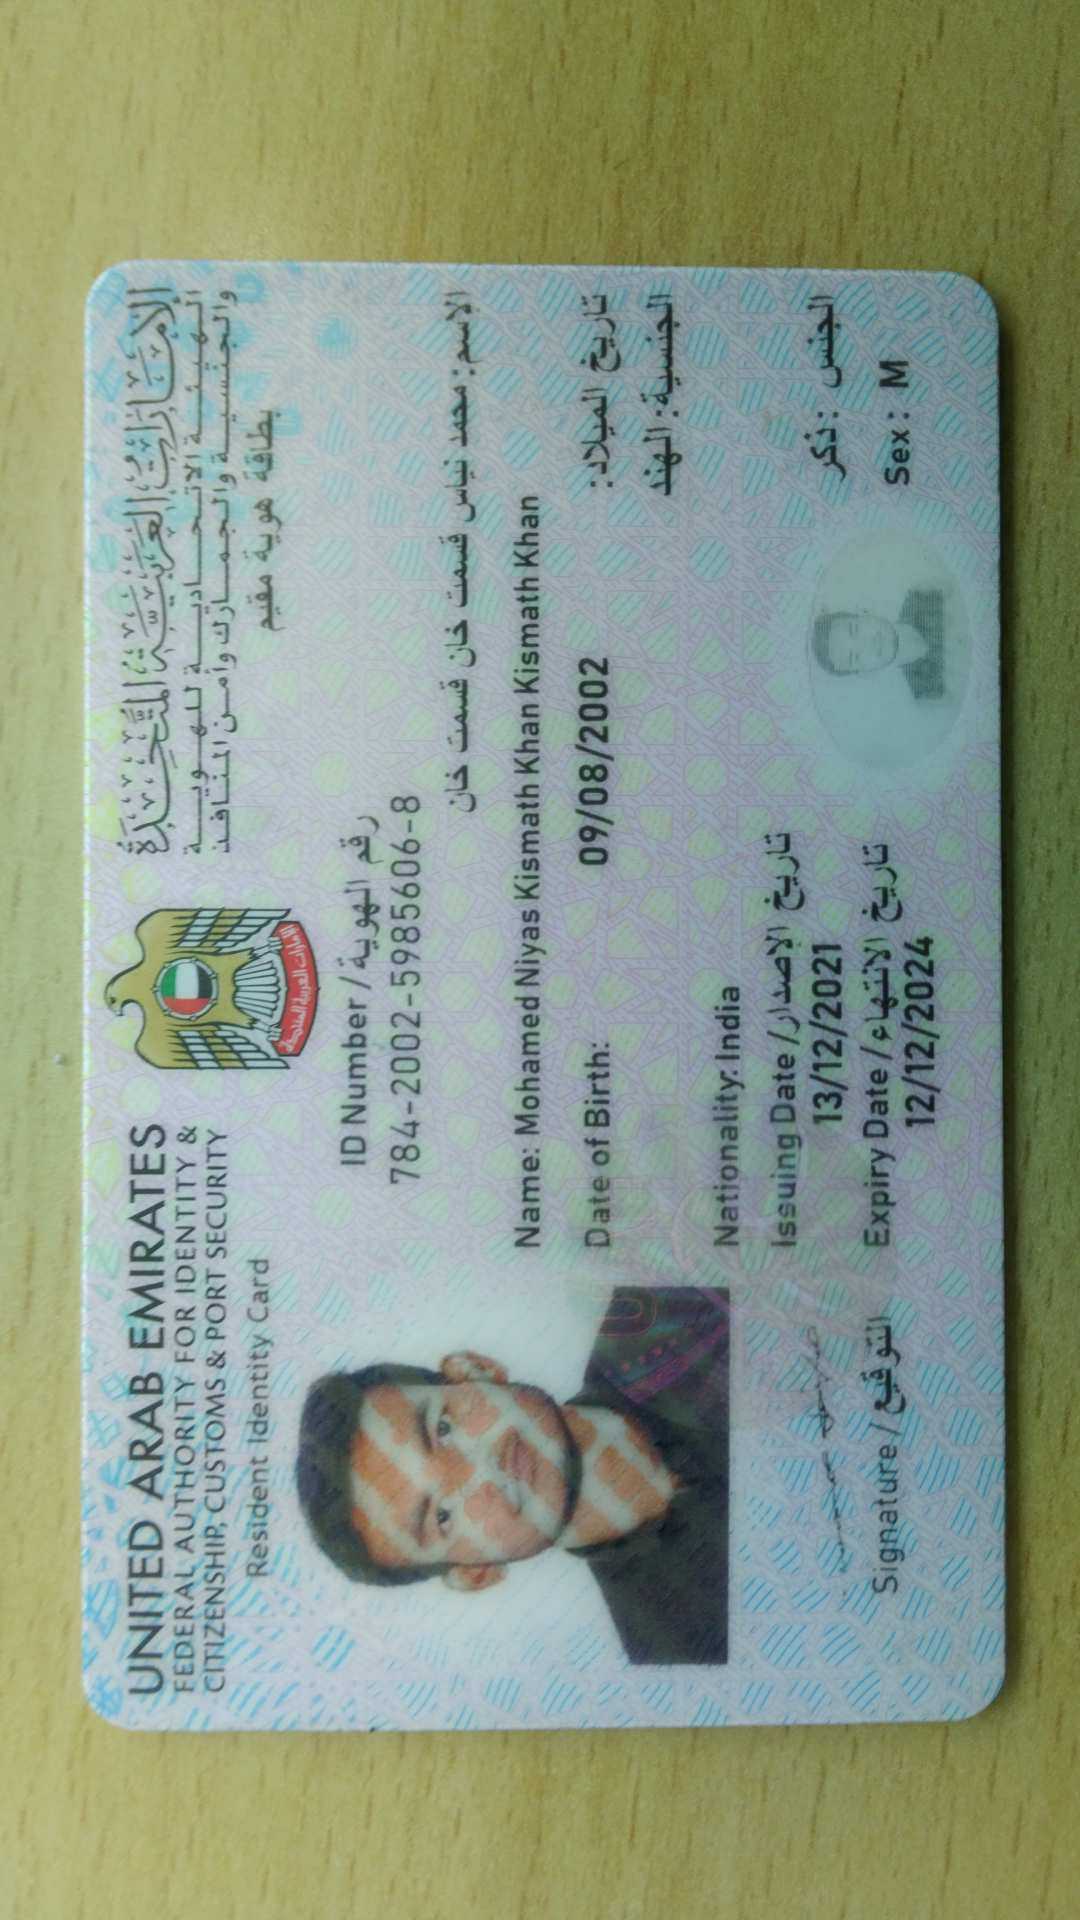 UNITED ARAB EMIRATES
FEDERAL AUTHORITY FOR IDENTITY &
CITIZENSHIP, CUSTOMS & PORT SECURITY
Resident Identity Card
الإمارات العربية المتحدة
الهيئة الاتحادية للهوية
والجنسية والجمارك وأمن المنافذ
بطاقة هوية مقيم
الإمارات العربية المتحدة
ID Number / رقم الهوية
784-2002-5985606-8
الإسم: محمد نياس قسمت خان قسمت خان
Name: Mohamed Niyas Kismath Khan Kismath Khan
Date of Birth: 09/08/2002 تاريخ الميلاد:
الجنسية: الهند
Nationality: India
Issuing Date / تاريخ الإصدار
13/12/2021
الجنس: ذكر
Expiry Date / تاريخ الانتهاء
12/12/2024
Sex: M
Signature / التوقيع